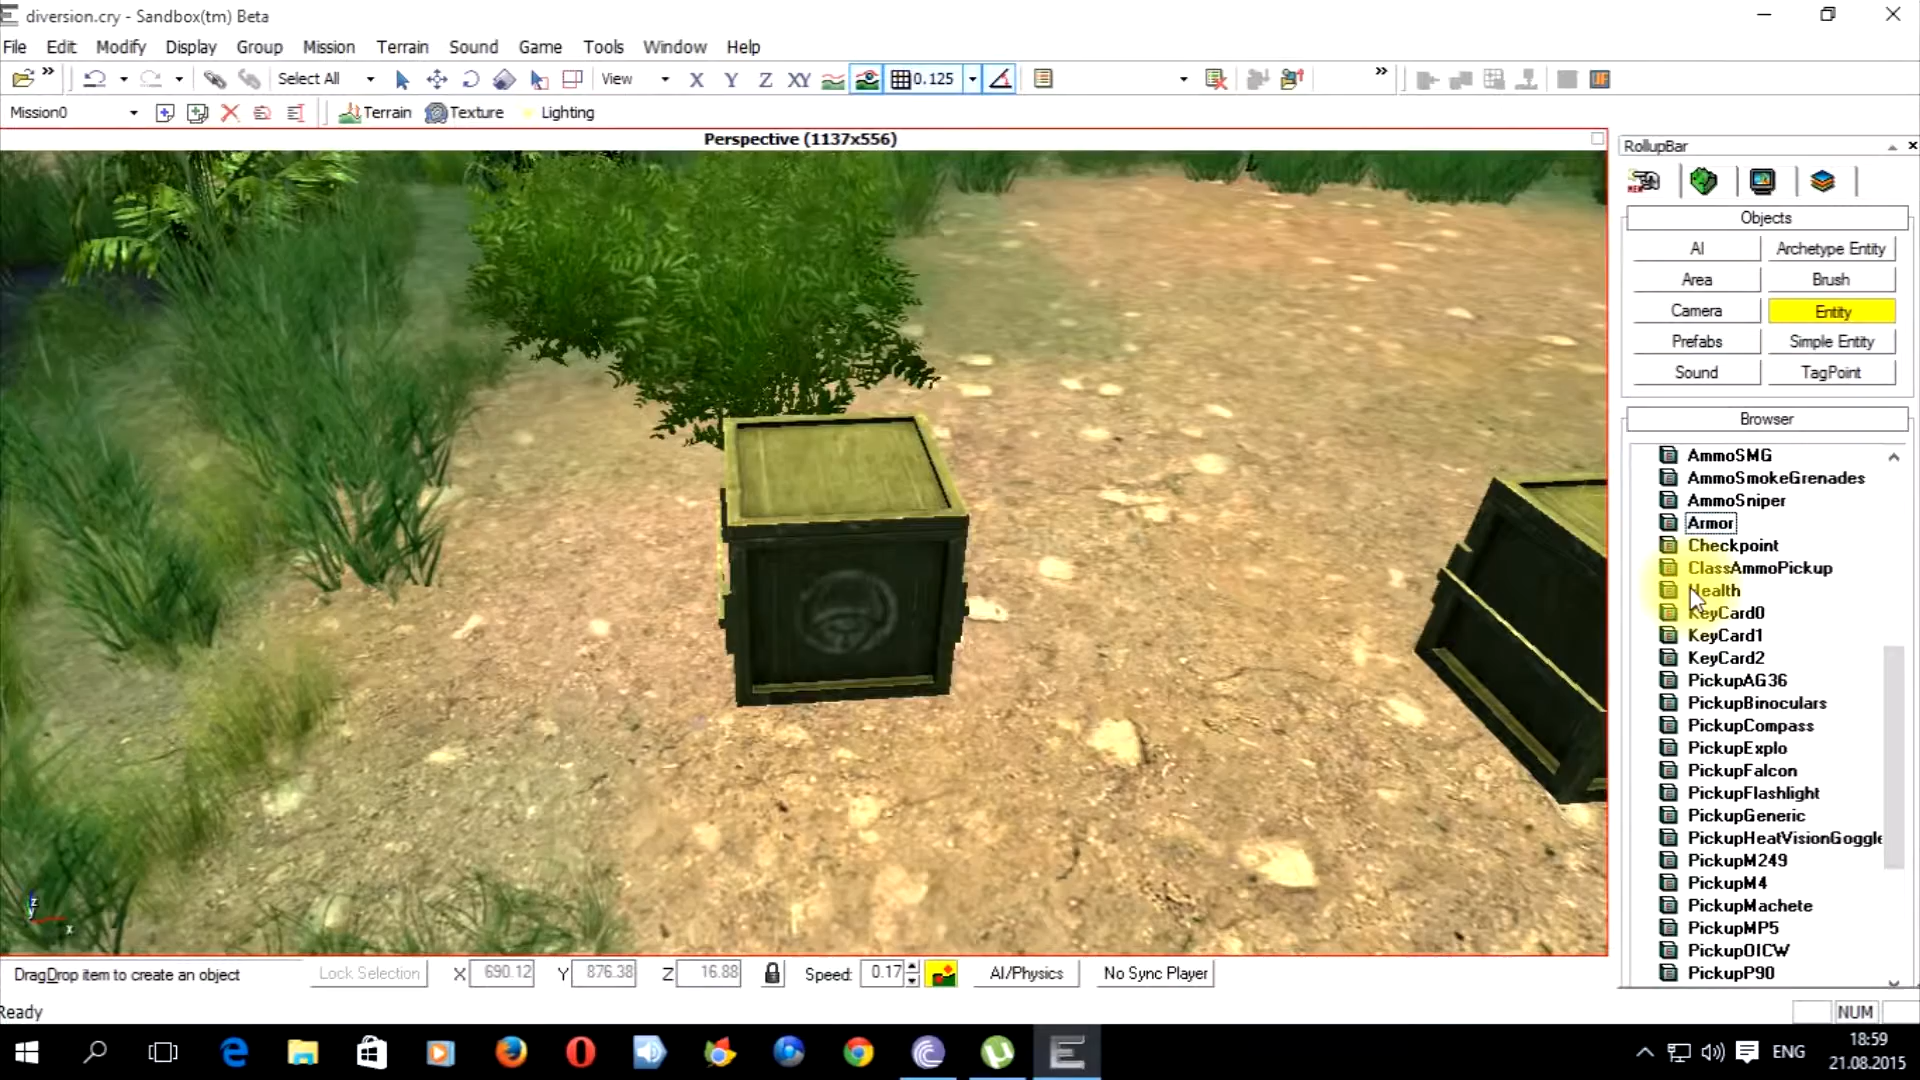 diversion.cry - Sandbox(tm) Beta
File Edit Modify Display Group Mission Terrain Sound Game Tools Window Help
Select All View X Y Z XY 0.125
Mission0 Terrain Texture Lighting
Perspective (1137x556)
RollupBar
NEW
Objects
AI Archetype Entity
Area Brush
Camera Entity
Prefabs Simple Entity
Sound TagPoint
Browser
AmmoSMG
AmmoSmokeGrenades
AmmoSniper
Armor
Checkpoint
ClassAmmoPickup
Health
KeyCard0
KeyCard1
KeyCard2
PickupAG36
PickupBinoculars
PickupCompass
PickupExplo
PickupFalcon
PickupFlashlight
PickupGeneric
PickupHeatVisionGoggle
PickupM249
PickupM4
PickupMachete
PickupMP5
PickupOICW
PickupP90
z
y
x
DragDrop item to create an object Lock Selection X 690.12 Y 876.38 Z 16.88 Speed: 0.17 AI/Physics No Sync Player
Ready NUM
ENG 18:59
21.08.2015